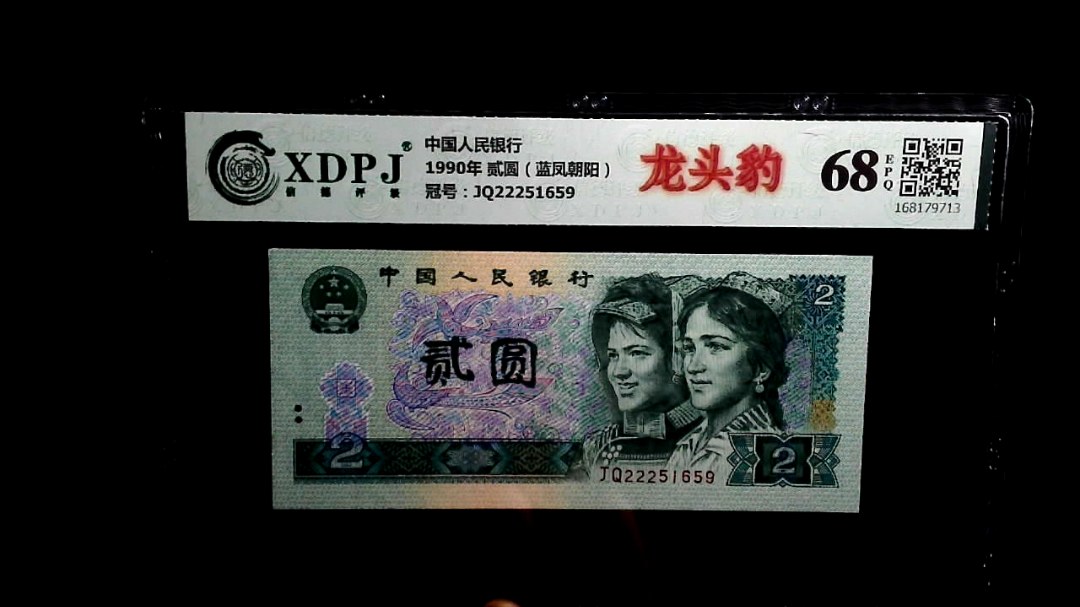 XDPJ®
信德评级
中国人民银行
1990年 贰圆（蓝凤朝阳）
冠号：JQ22251659
龙头豹
68
EPQ
168179713
中国人民银行
2
贰圆
2
JQ22251659
2